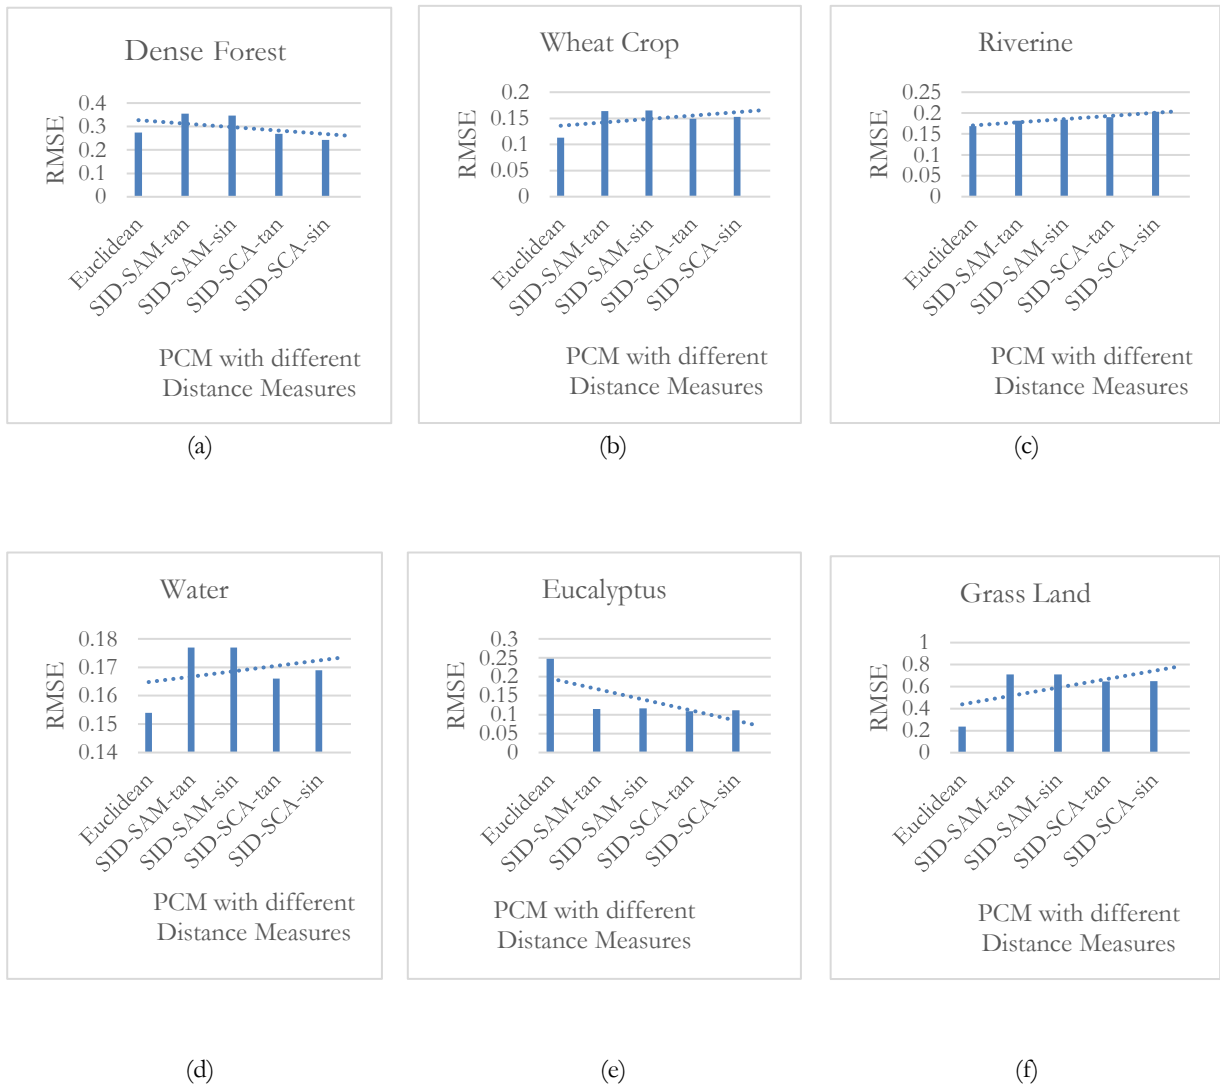 Dense Forest
RMSE
0.4
0.3
0.2
0.1
0
Euclidean
SID-SAM-tan
SID-SAM-sin
SID-SCA-tan
SID-SCA-sin
PCM with different
Distance Measures
(a)
Wheat Crop
RMSE
0.2
0.15
0.1
0.05
0
Euclidean
SID-SAM-tan
SID-SAM-sin
SID-SCA-tan
SID-SCA-sin
PCM with different
Distance Measures
(b)
Riverine
RMSE
0.25
0.2
0.15
0.1
0.05
0
Euclidean
SID-SAM-tan
SID-SAM-sin
SID-SCA-tan
SID-SCA-sin
PCM with different
Distance Measures
(c)
Water
RMSE
0.18
0.17
0.16
0.15
0.14
Euclidean
SID-SAM-tan
SID-SAM-sin
SID-SCA-tan
SID-SCA-sin
PCM with different
Distance Measures
(d)
Eucalyptus
RMSE
0.3
0.25
0.2
0.15
0.1
0.05
0
Euclidean
SID-SAM-tan
SID-SAM-sin
SID-SCA-tan
SID-SCA-sin
PCM with different
Distance Measures
(e)
Grass Land
RMSE
1
0.8
0.6
0.4
0.2
0
Euclidean
SID-SAM-tan
SID-SAM-sin
SID-SCA-tan
SID-SCA-sin
PCM with different
Distance Measures
(f)